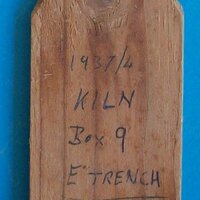 1937/4
KILN
Box 9
E' TRENCH